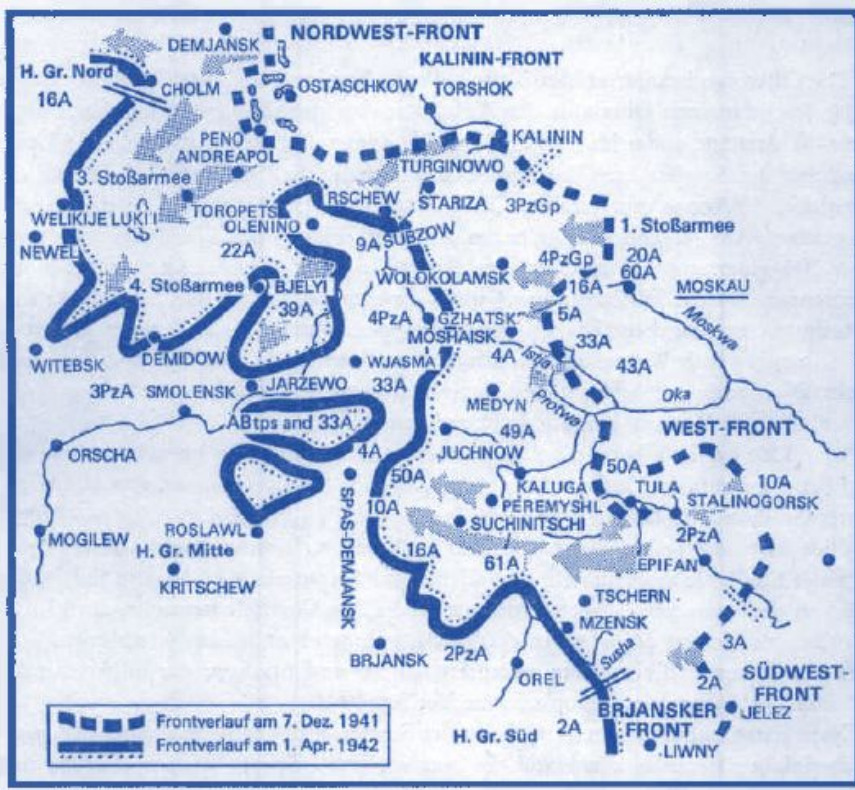 NORDWEST-FRONT
DEMJANSK
KALININ-FRONT
H. Gr. Nord
CHOLM
OSTASCHKOW
TORSHOK
16A
PENO
KALININ
ANDREAPOL
TURGINOWO
3. Stoßarmee
RSCHEW
STARIZA
3PzGp
WELIKIJE LUKI
TOROPETS
OLENINO
9A
SUBZOW
1. Stoßarmee
NEWEL
22A
WOLOKOLAMSK
4PzGp
20A
60A
4. Stoßarmee
BJELYI
16A
MOSKAU
39A
4PzA
GZHATSK
5A
Moskwa
MOSHAISK
WITEBSK
DEMIDOW
WJASMA
4A
Istja
33A
43A
3PzA
SMOLENSK
JARZEWO
33A
MEDYN
Protwa
Oka
ABtps and 33A
49A
WEST-FRONT
ORSCHA
4A
JUCHNOW
50A
KALUGA
50A
TULA
10A
STALINOGORSK
10A
PEREMYSHL
MOGILEW
ROSLAWL
SPAS-DEMJANSK
SUCHINITSCHI
2PzA
H. Gr. Mitte
16A
61A
EPIFAN
KRITSCHEW
TSCHERN
MZENSK
BRJANSK
2PzA
Susha
3A
OREL
2A
SÜDWEST-
FRONT
Frontverlauf am 7. Dez. 1941
Frontverlauf am 1. Apr. 1942
H. Gr. Süd
2A
BRJANSKER
FRONT
JELEZ
LIWNY